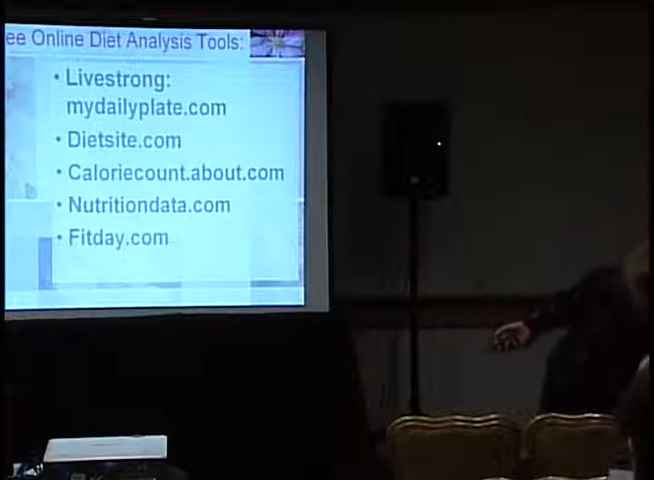 ee Online Diet Analysis Tools:
• Livestrong:
mydailyplate.com
• Dietsite.com
• Caloriecount.about.com
• Nutritiondata.com
• Fitday.com